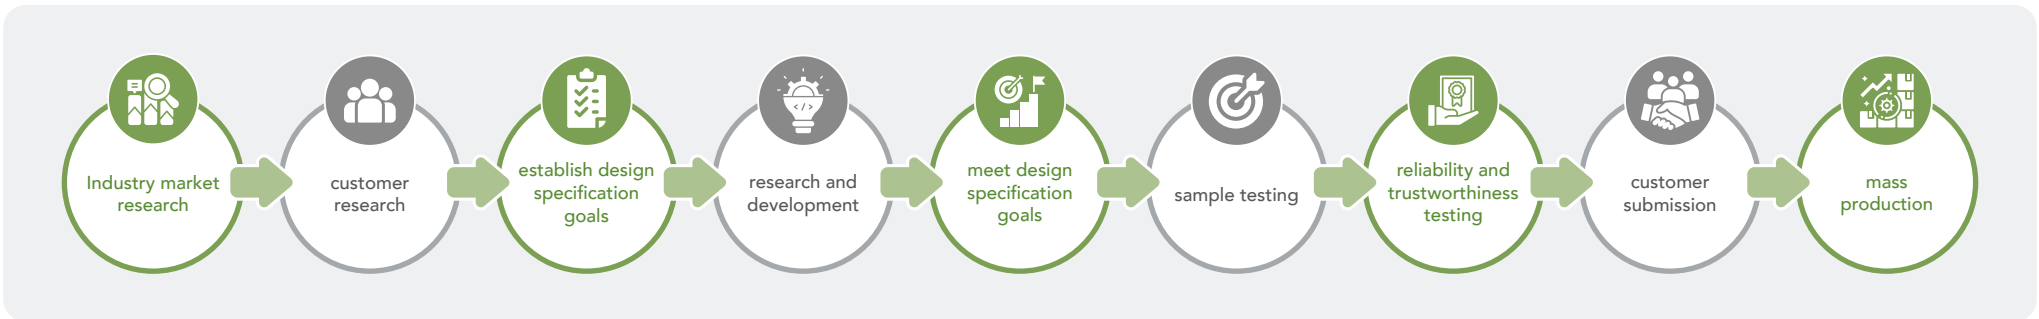 Industry market
research
customer
research
establish design
specification
goals
research and
development
meet design
specification
goals
sample testing
reliability and
trustworthiness
testing
customer
submission
mass
production